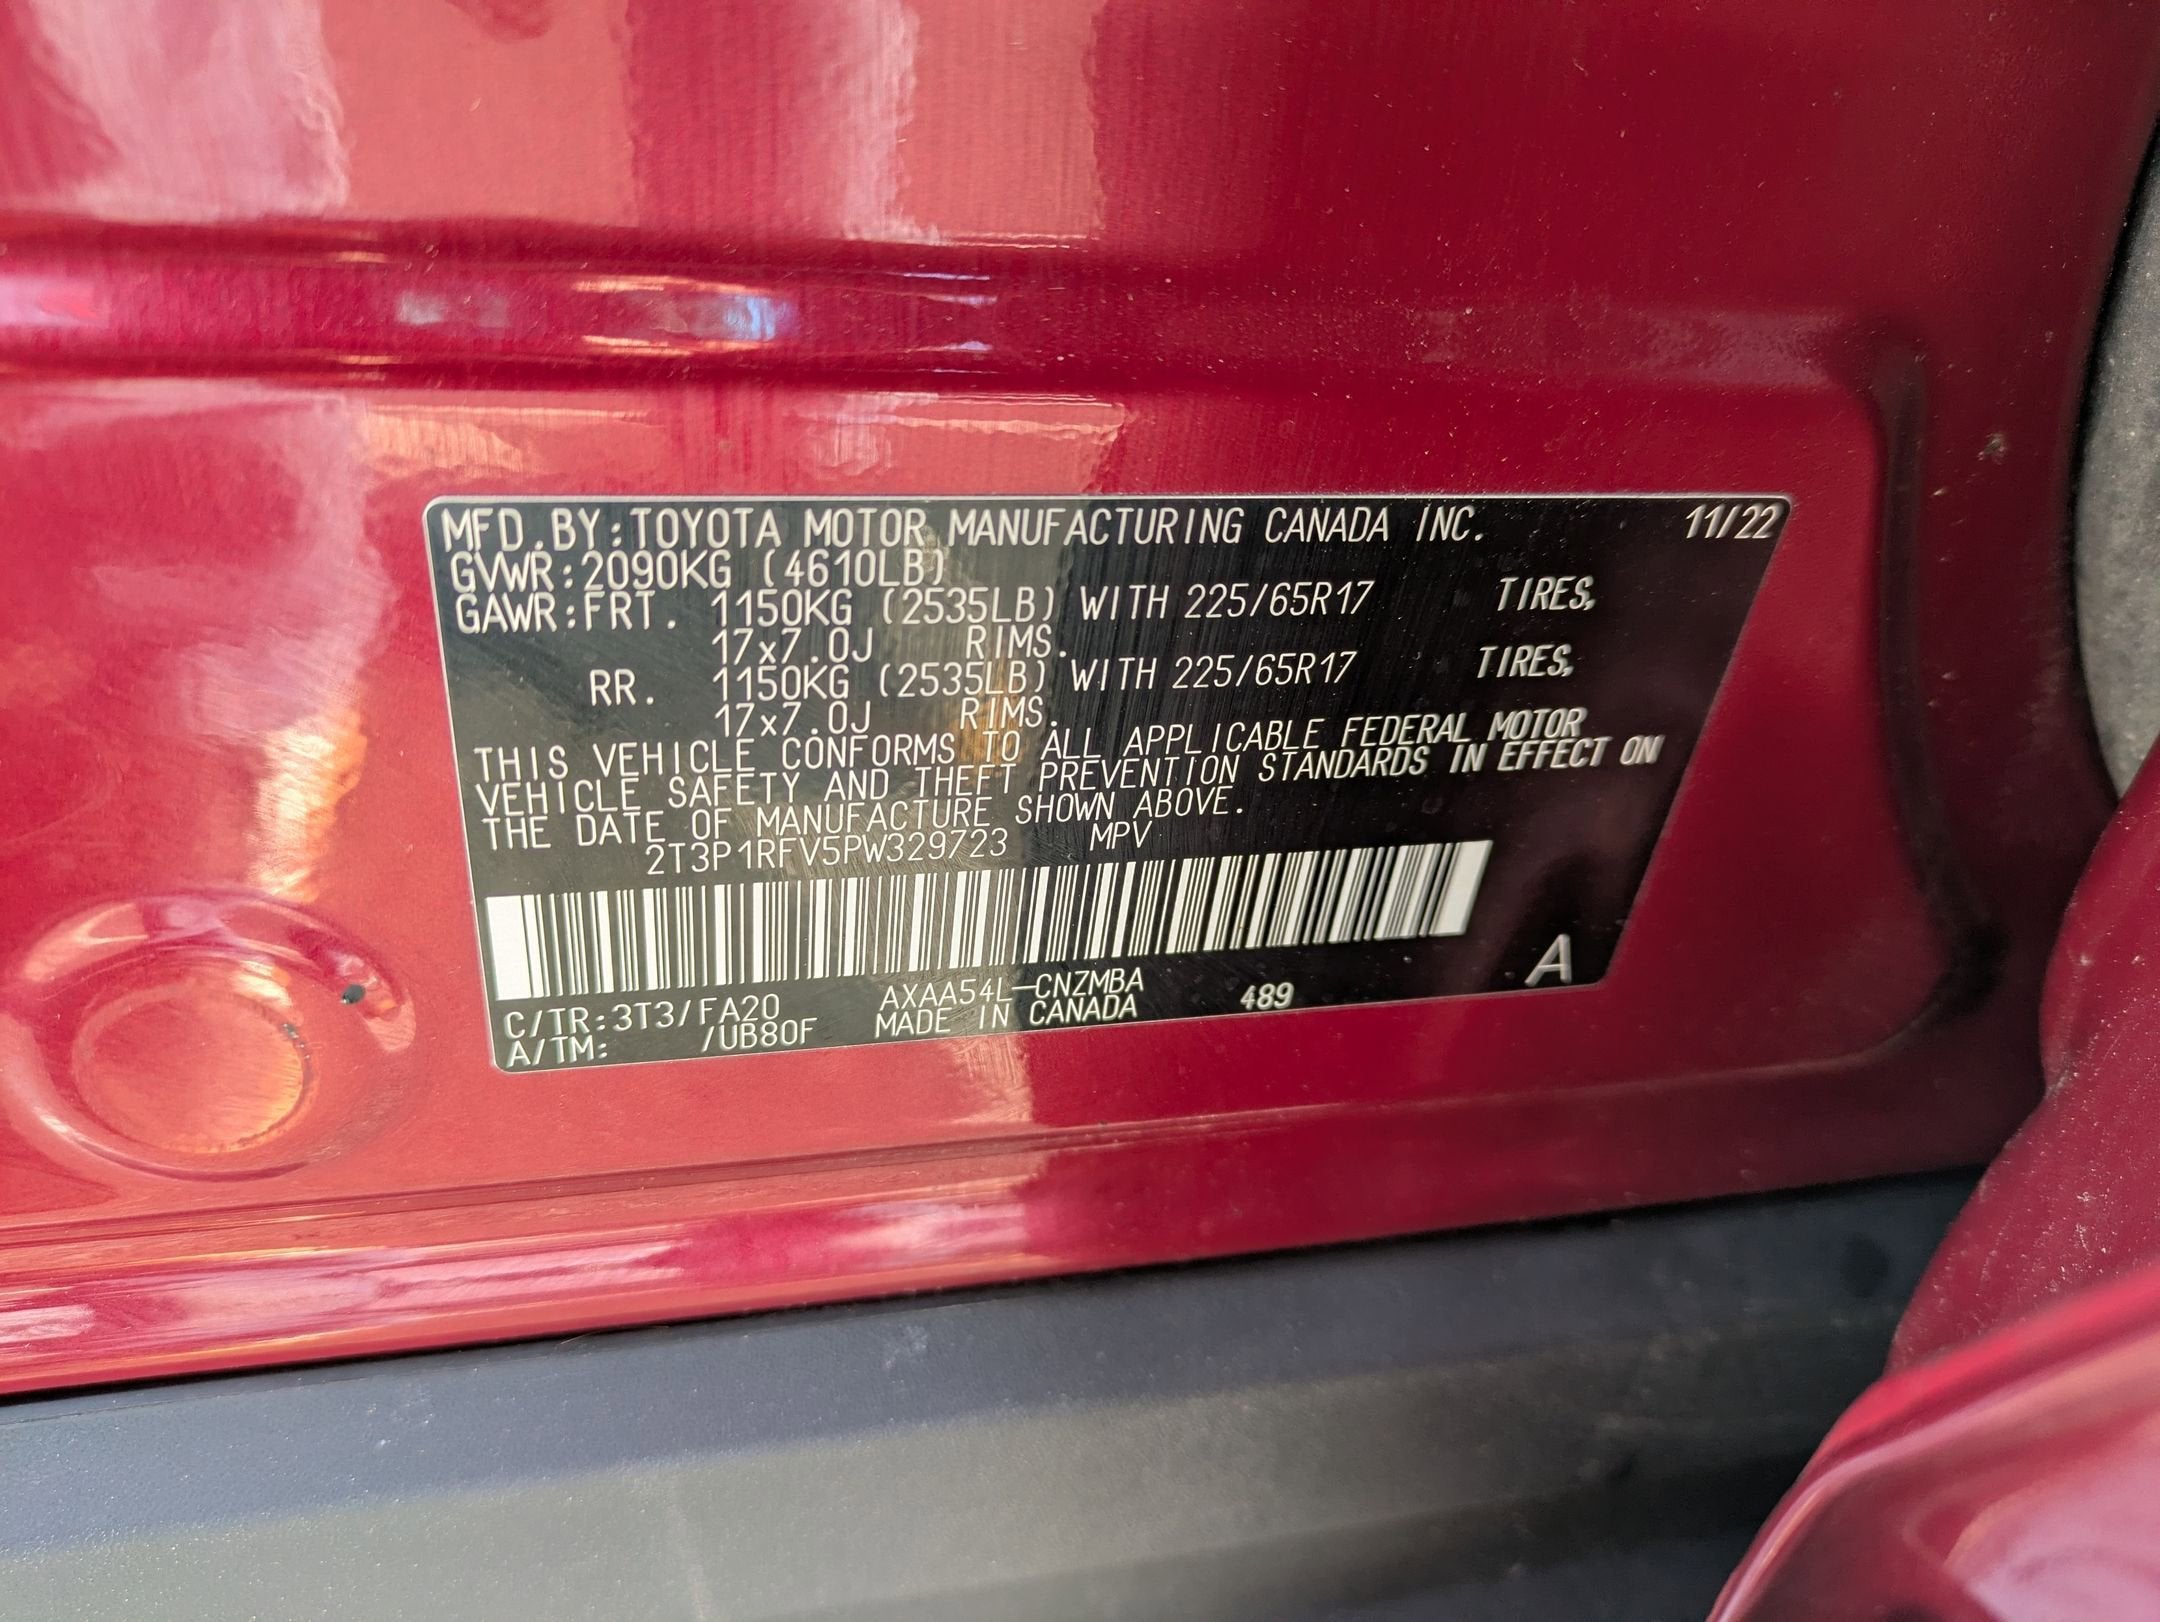 MFD.BY:TOYOTA MOTOR MANUFACTURING CANADA INC. 11/22
GVWR:2090KG (4610LB)
GAWR:FRT. 1150KG (2535LB) WITH 225/65R17 TIRES,
17x7.0J RIMS.
RR. 1150KG (2535LB) WITH 225/65R17 TIRES,
17x7.0J RIMS.
THIS VEHICLE CONFORMS TO ALL APPLICABLE FEDERAL MOTOR
VEHICLE SAFETY AND THEFT PREVENTION STANDARDS IN EFFECT ON
THE DATE OF MANUFACTURE SHOWN ABOVE.
2T3P1RFV5PW329723 MPV
C/TR:3T3/FA20 AXAA54L-CNZMBA 489 A
A/TM: /UB80F MADE IN CANADA